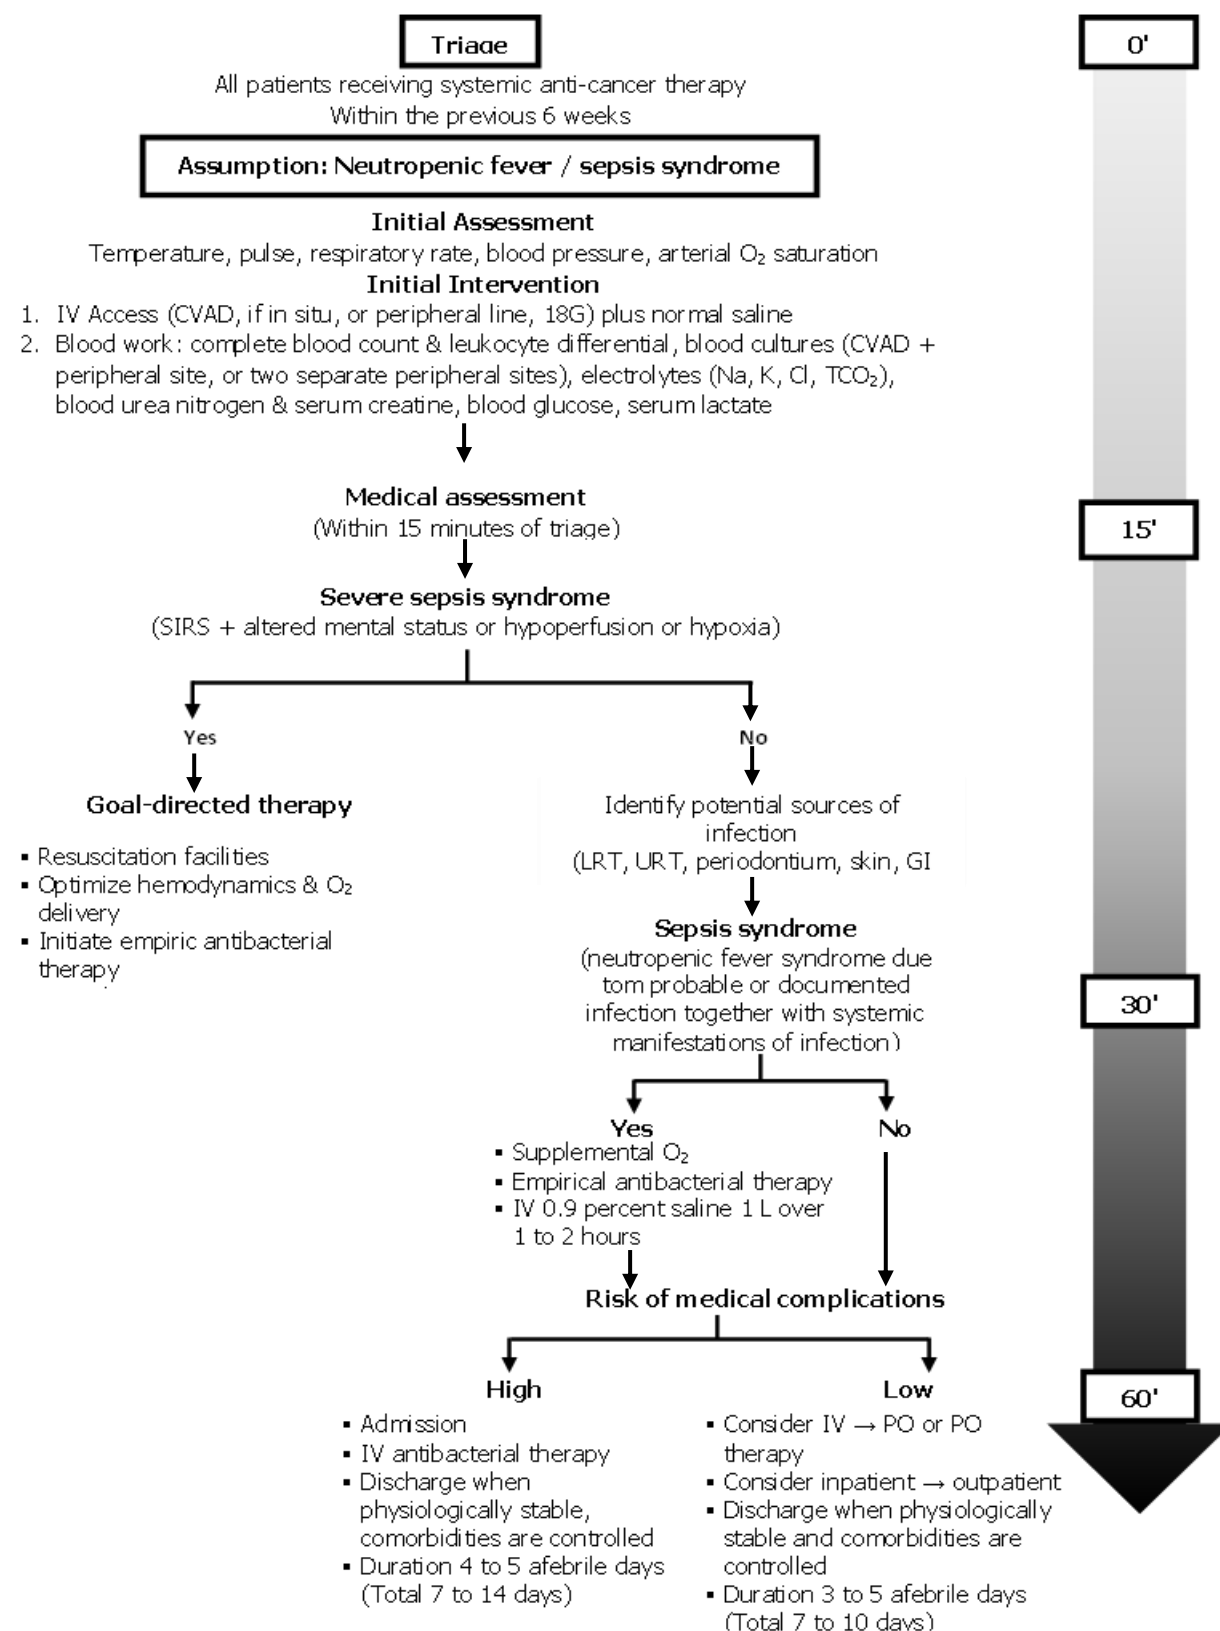 Triage
0'
All patients receiving systemic anti-cancer therapy
Within the previous 6 weeks
Assumption: Neutropenic fever / sepsis syndrome
Initial Assessment
Temperature, pulse, respiratory rate, blood pressure, arterial O₂ saturation
Initial Intervention
1. IV Access (CVAD, if in situ, or peripheral line, 18G) plus normal saline
2. Blood work: complete blood count & leukocyte differential, blood cultures (CVAD +
peripheral site, or two separate peripheral sites), electrolytes (Na, K, Cl, TCO₂),
blood urea nitrogen & serum creatine, blood glucose, serum lactate
Medical assessment
(Within 15 minutes of triage)
15'
Severe sepsis syndrome
(SIRS + altered mental status or hypoperfusion or hypoxia)
Yes
No
Goal-directed therapy
▪ Resuscitation facilities
▪ Optimize hemodynamics & O₂
delivery
▪ Initiate empiric antibacterial
therapy
Identify potential sources of
infection
(LRT, URT, periodontium, skin, GI
Sepsis syndrome
(neutropenic fever syndrome due
tom probable or documented
infection together with systemic
manifestations of infection)
30'
Yes
No
▪ Supplemental O₂
▪ Empirical antibacterial therapy
▪ IV 0.9 percent saline 1 L over
1 to 2 hours
Risk of medical complications
High
Low
60'
▪ Admission
▪ IV antibacterial therapy
▪ Discharge when
physiologically stable,
comorbidities are controlled
▪ Duration 4 to 5 afebrile days
(Total 7 to 14 days)
▪ Consider IV → PO or PO
therapy
▪ Consider inpatient → outpatient
▪ Discharge when physiologically
stable and comorbidities are
controlled
▪ Duration 3 to 5 afebrile days
(Total 7 to 10 days)